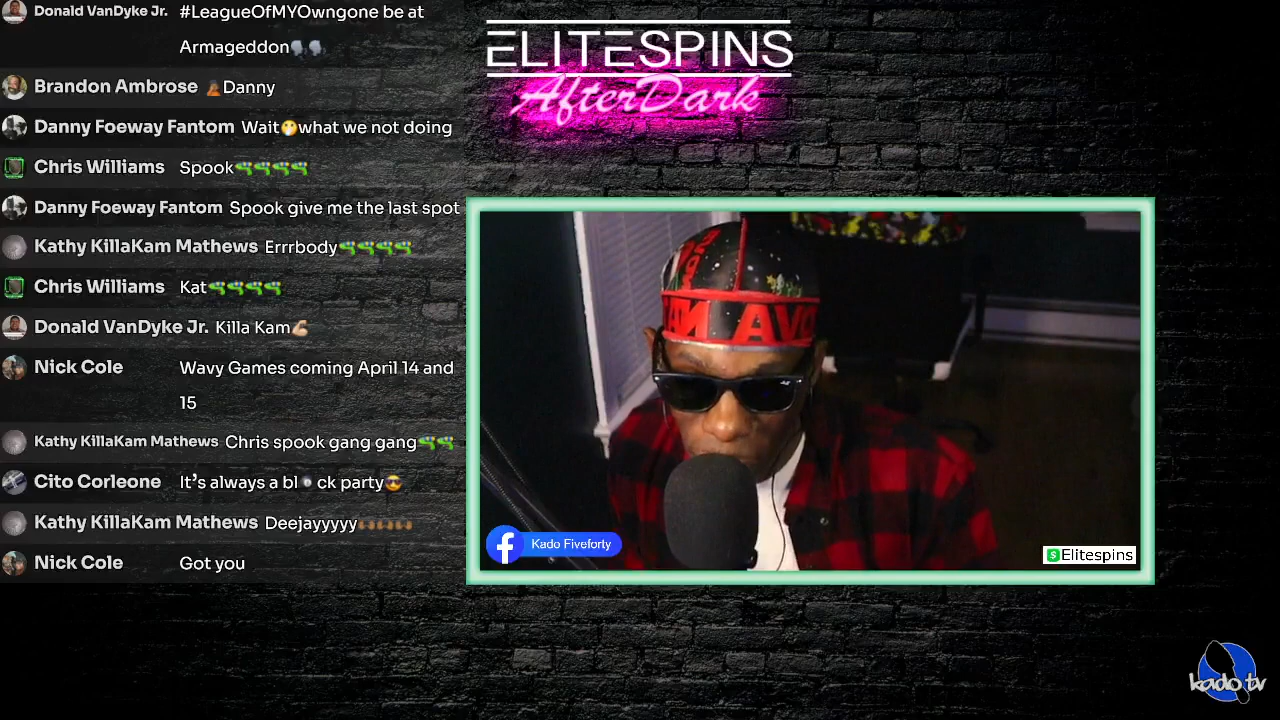 Donald VanDyke Jr. #LeagueOfMYOwngone be at
Armageddon
Danny
Danny Foeway Fantom Wait what we not doing
Chris Williams Spook
Danny Foeway Fantom Spook give me the last spot
Kathy KillaKam Mathews Errrbody
Chris Williams Kat
Donald VanDyke Jr. Killa Kam
Nick Cole Wavy Games coming April 14 and
15
Kathy KillaKam Mathews Chris spook gang gang
Cito Corleone It's always a bl ck party
Kathy KillaKam Mathews Deejayyyyy
Nick Cole Got you
ELITESPINS
AfterDark
Kado Fiveforty
$ Elitespins
kado tv